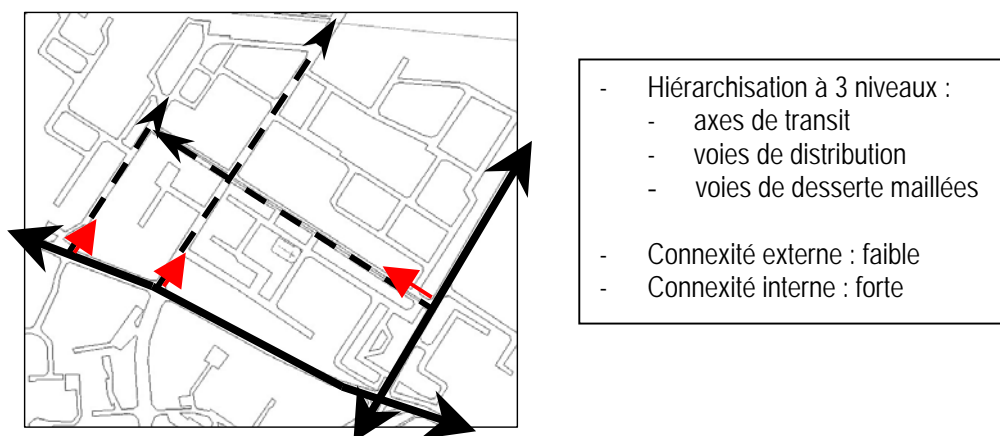 - Hiérarchisation à 3 niveaux :
- axes de transit
- voies de distribution
- voies de desserte maillées
- Connexité externe : faible
- Connexité interne : forte